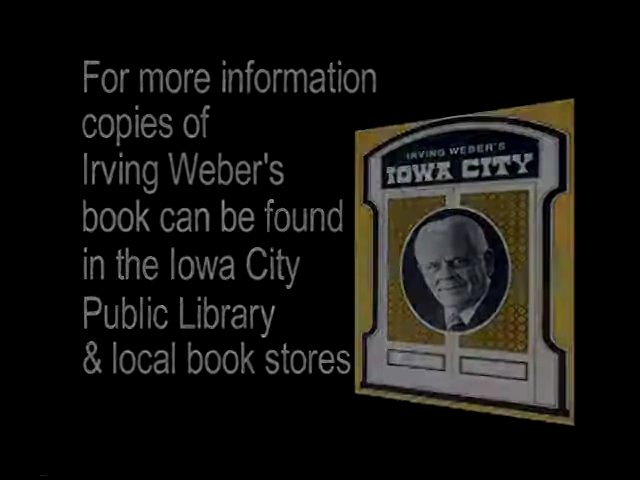 For more information
copies of
Irving Weber's
book can be found
in the Iowa City
Public Library
& local book stores
IRVING WEBER'S
IOWA CITY